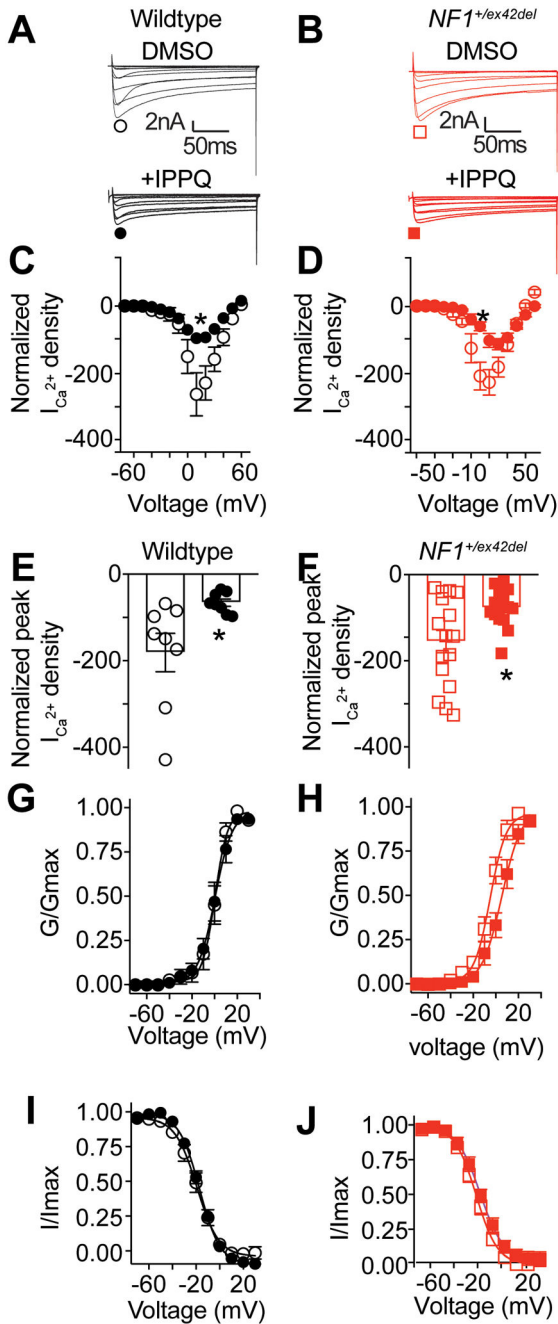 A
Wildtype
DMSO
2nA
50ms
+IPPQ
B
NF1+/ex42del
DMSO
2nA
50ms
+IPPQ
C
Normalized
ICa2+ density
0
-200
-400
*
-60
0
60
Voltage (mV)
D
Normalized
ICa2+ density
0
-200
-400
*
-50
-10
50
Voltage (mV)
E
Wildtype
Normalized peak
ICa2+ density
0
-200
-400
*
F
NF1+/ex42del
Normalized peak
ICa2+ density
0
-200
-400
*
G
G/Gmax
1.00
0.75
0.50
0.25
0.00
-60
-20
20
Voltage (mV)
H
G/Gmax
1.00
0.75
0.50
0.25
0.00
-60
-20
20
voltage (mV)
I
I/Imax
1.00
0.75
0.50
0.25
0.00
-60
-20
20
Voltage (mV)
J
I/Imax
1.00
0.75
0.50
0.25
0.00
-60
-20
20
Voltage (mV)